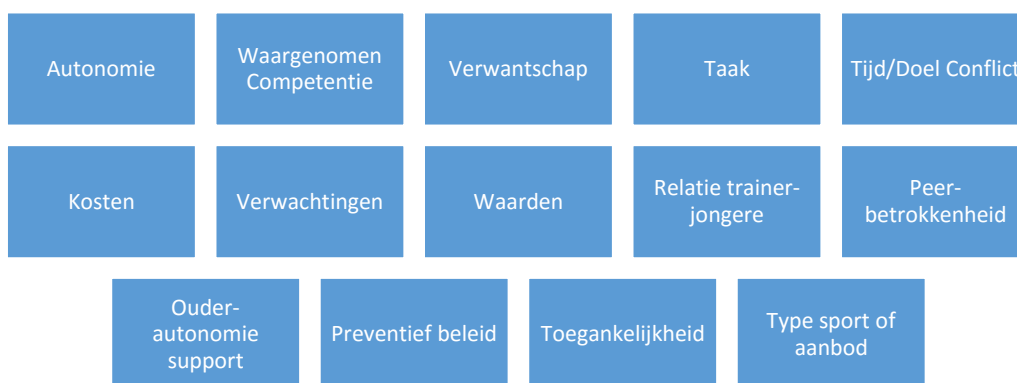 Autonomie
Waargenomen
Competentie
Verwantschap
Taak
Tijd/Doel Conflict
Kosten
Verwachtingen
Waarden
Relatie trainer-
jongere
Peer-
betrokkenheid
Ouder-
autonomie
support
Preventief beleid
Toegankelijkheid
Type sport of
aanbod